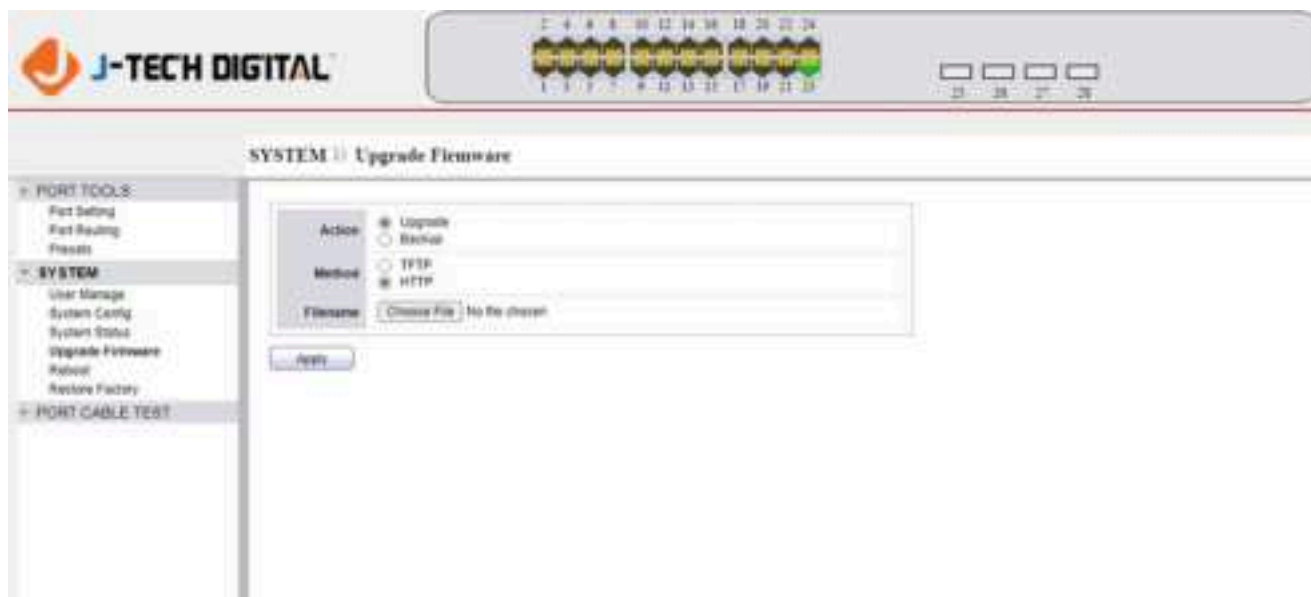 2 4 6 8 10 12 14 16 18 20 22 24
J-TECH DIGITAL
1 3 5 7 9 11 13 15 17 19 21 23
25 26 27 28
SYSTEM Upgrade Firmware
PORT TOOLS
Port Setting
Port Routing
Presets
SYSTEM
User Manage
System Config
System Status
Upgrade Firmware
Reboot
Restore Factory
PORT CABLE TEST
Action
Upgrade
Backup
Method
TFTP
HTTP
Filename Choose File No file chosen
Apply